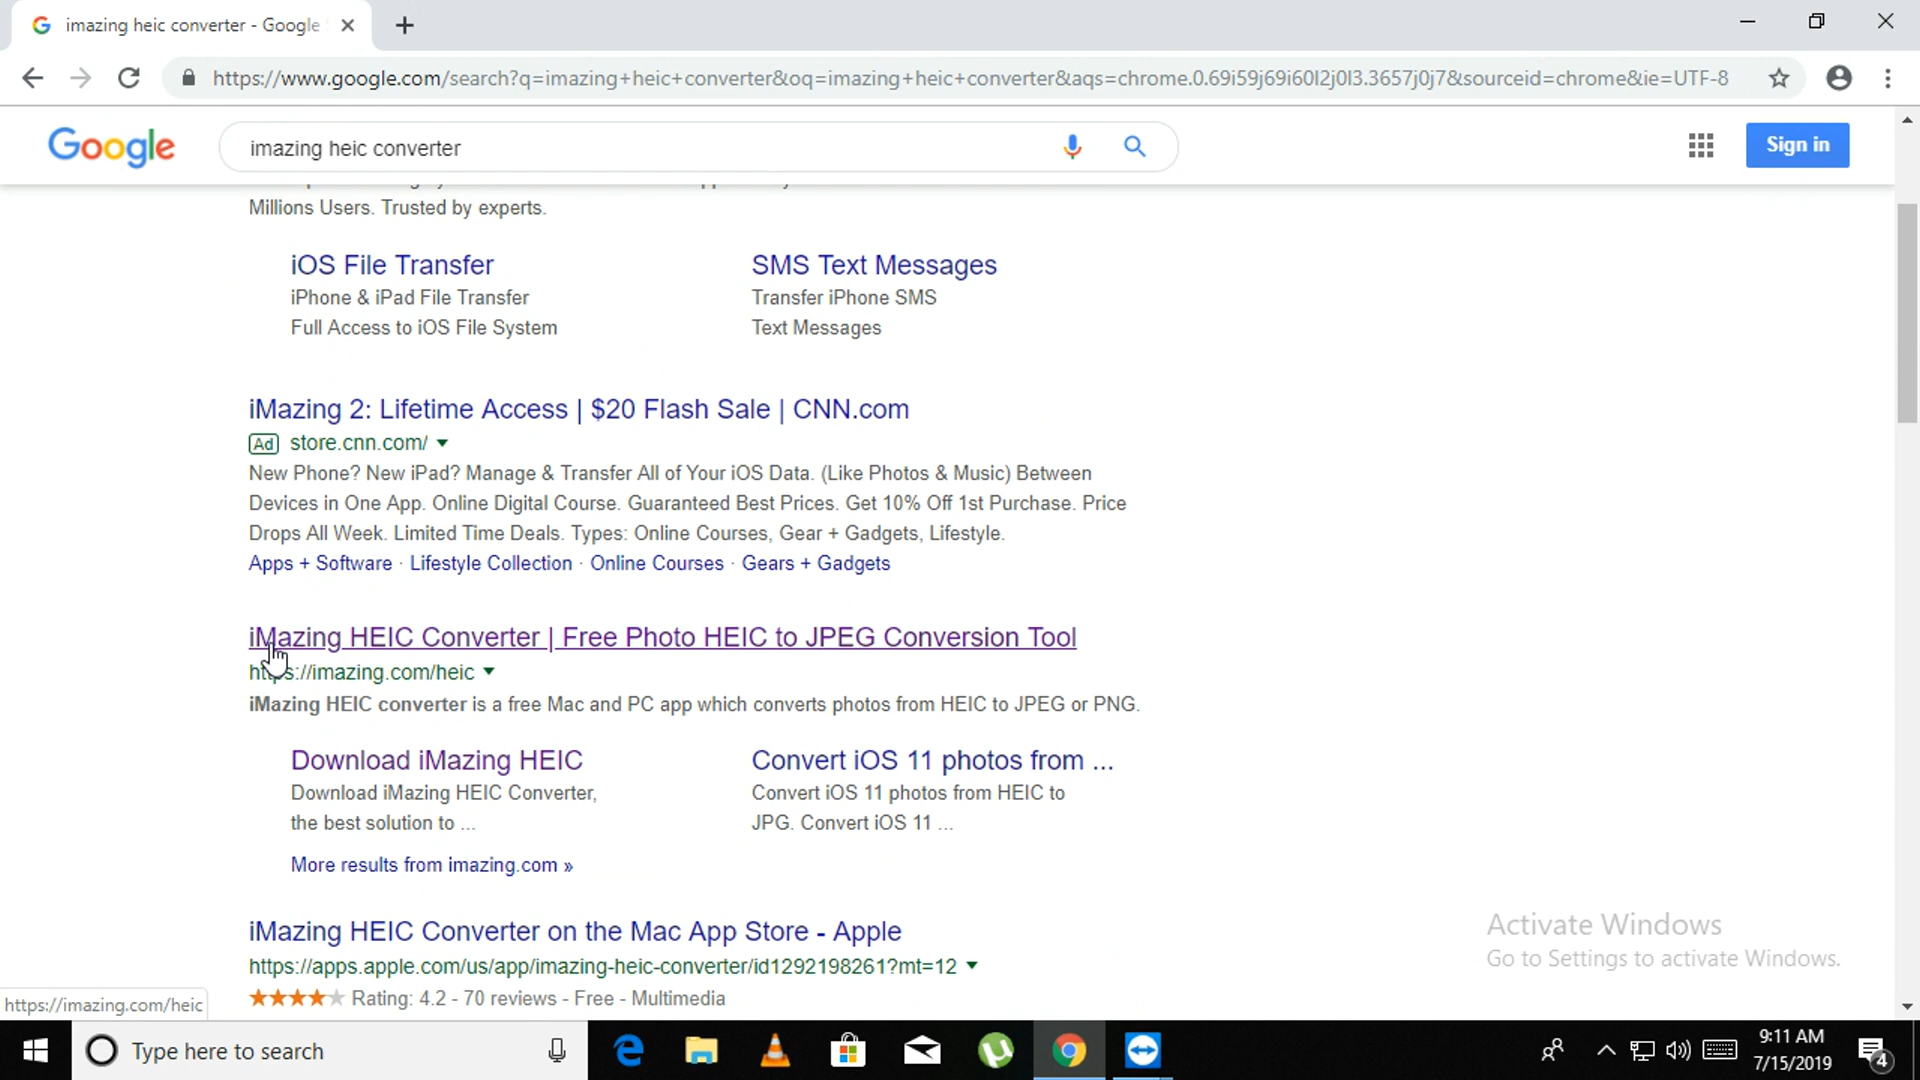 imazing heic converter - Google
https://www.google.com/search?q=imazing+heic+converter&oq=imazing+heic+converter&aqs=chrome.0.69i59j69i60l2j0l3.3657j0j7&sourceid=chrome&ie=UTF-8
Google
imazing heic converter
Sign in
Millions Users. Trusted by experts.
iOS File Transfer
iPhone & iPad File Transfer
Full Access to iOS File System
SMS Text Messages
Transfer iPhone SMS
Text Messages
iMazing 2: Lifetime Access | $20 Flash Sale | CNN.com
Ad store.cnn.com/
New Phone? New iPad? Manage & Transfer All of Your iOS Data. (Like Photos & Music) Between
Devices in One App. Online Digital Course. Guaranteed Best Prices. Get 10% Off 1st Purchase. Price
Drops All Week. Limited Time Deals. Types: Online Courses, Gear + Gadgets, Lifestyle.
Apps + Software · Lifestyle Collection · Online Courses · Gears + Gadgets
iMazing HEIC Converter | Free Photo HEIC to JPEG Conversion Tool
https://imazing.com/heic
iMazing HEIC converter is a free Mac and PC app which converts photos from HEIC to JPEG or PNG.
Download iMazing HEIC
Download iMazing HEIC Converter,
the best solution to ...
Convert iOS 11 photos from ...
Convert iOS 11 photos from HEIC to
JPG. Convert iOS 11 ...
More results from imazing.com »
iMazing HEIC Converter on the Mac App Store - Apple
https://apps.apple.com/us/app/imazing-heic-converter/id1292198261?mt=12
Rating: 4.2 - 70 reviews - Free - Multimedia
Activate Windows
Go to Settings to activate Windows.
https://imazing.com/heic
Type here to search
9:11 AM
7/15/2019
4